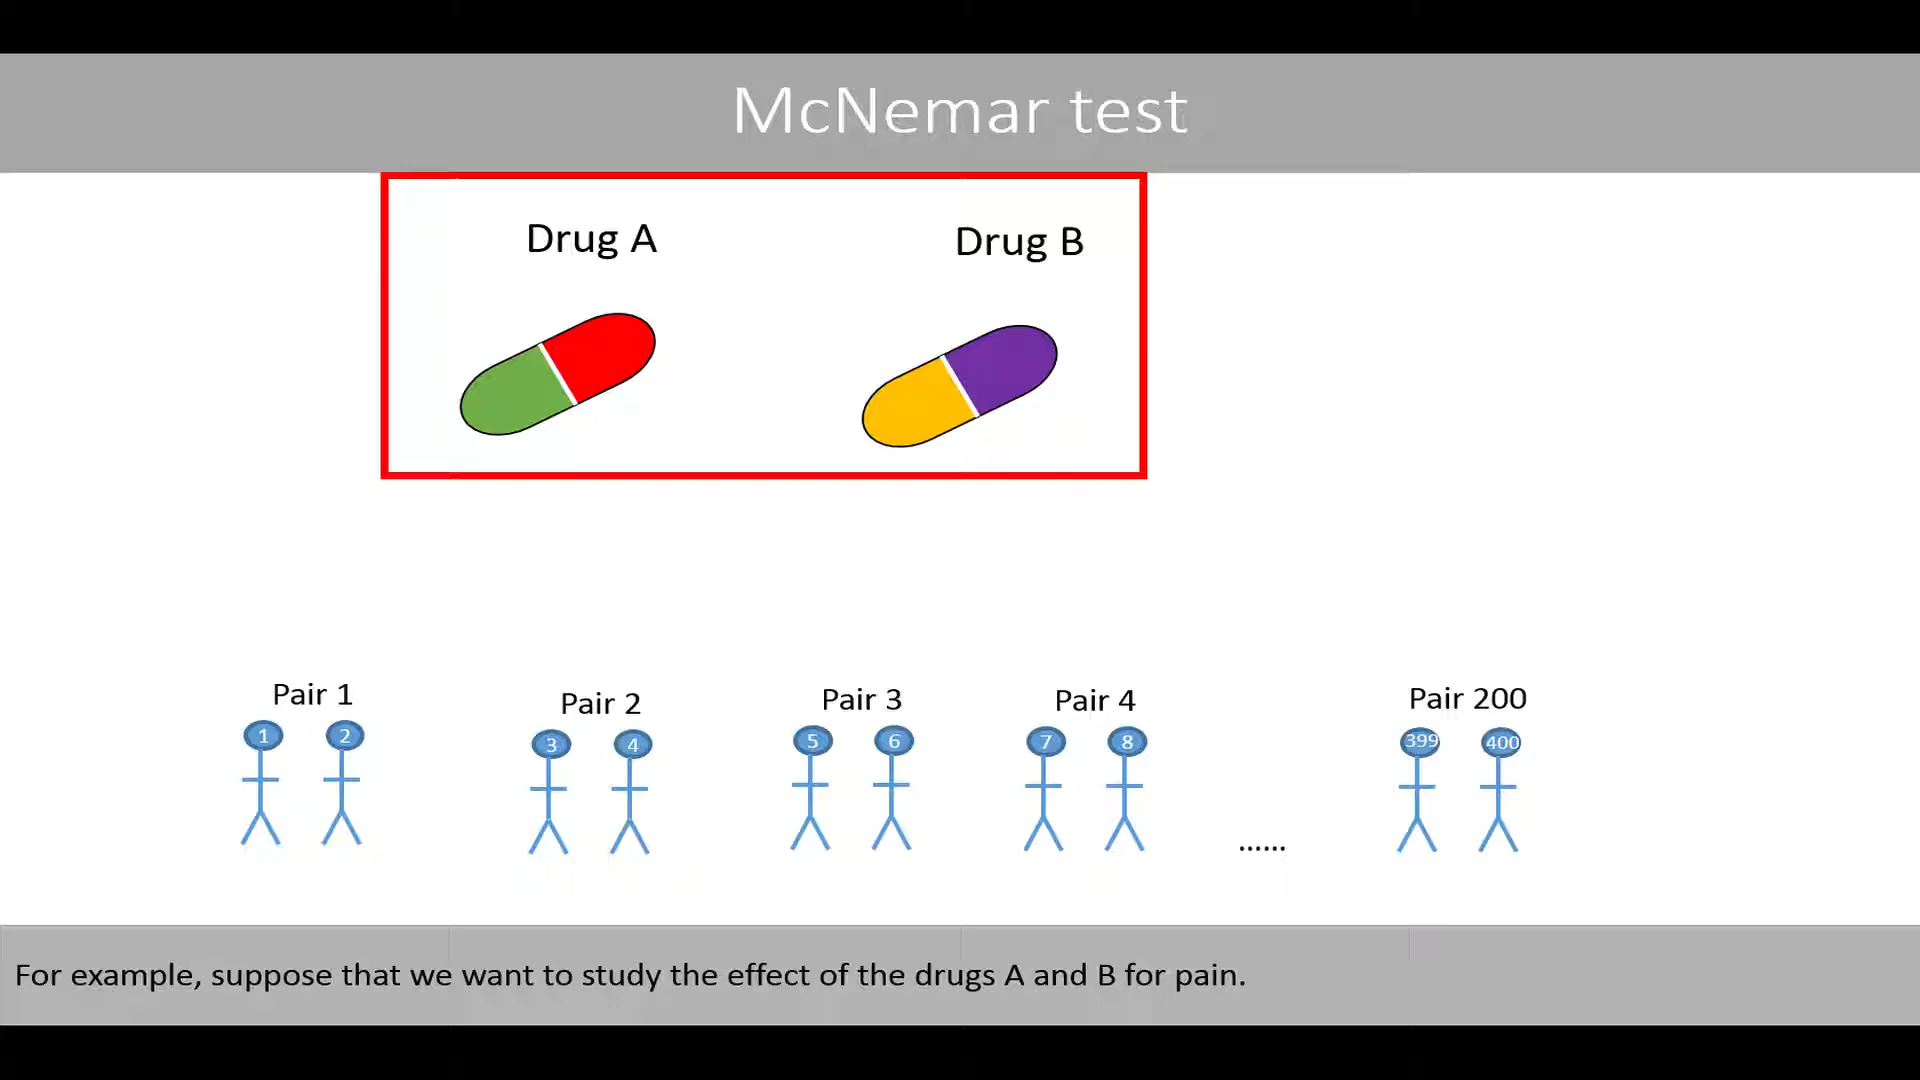 McNemar test
Drug A
Drug B
Pair 1
Pair 2
Pair 3
Pair 4
Pair 200
1
2
3
4
5
6
7
8
399
400
......
For example, suppose that we want to study the effect of the drugs A and B for pain.